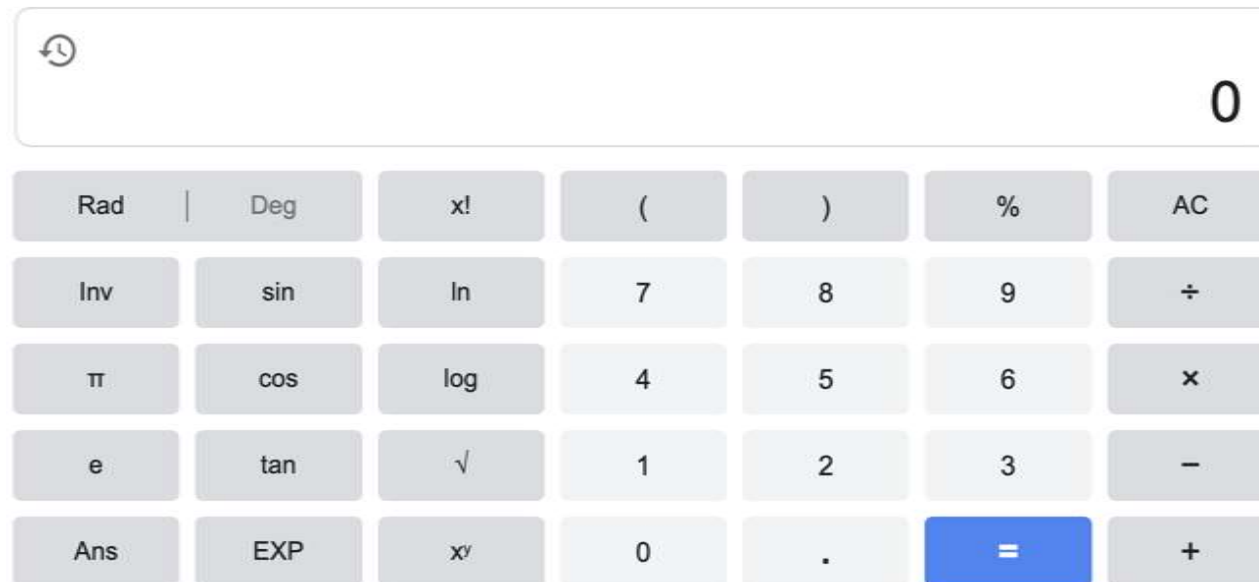 0
Rad | Deg x! ( ) % AC
Inv sin ln 7 8 9 ÷
π cos log 4 5 6 ×
e tan √ 1 2 3 −
Ans EXP xʸ 0 . = +